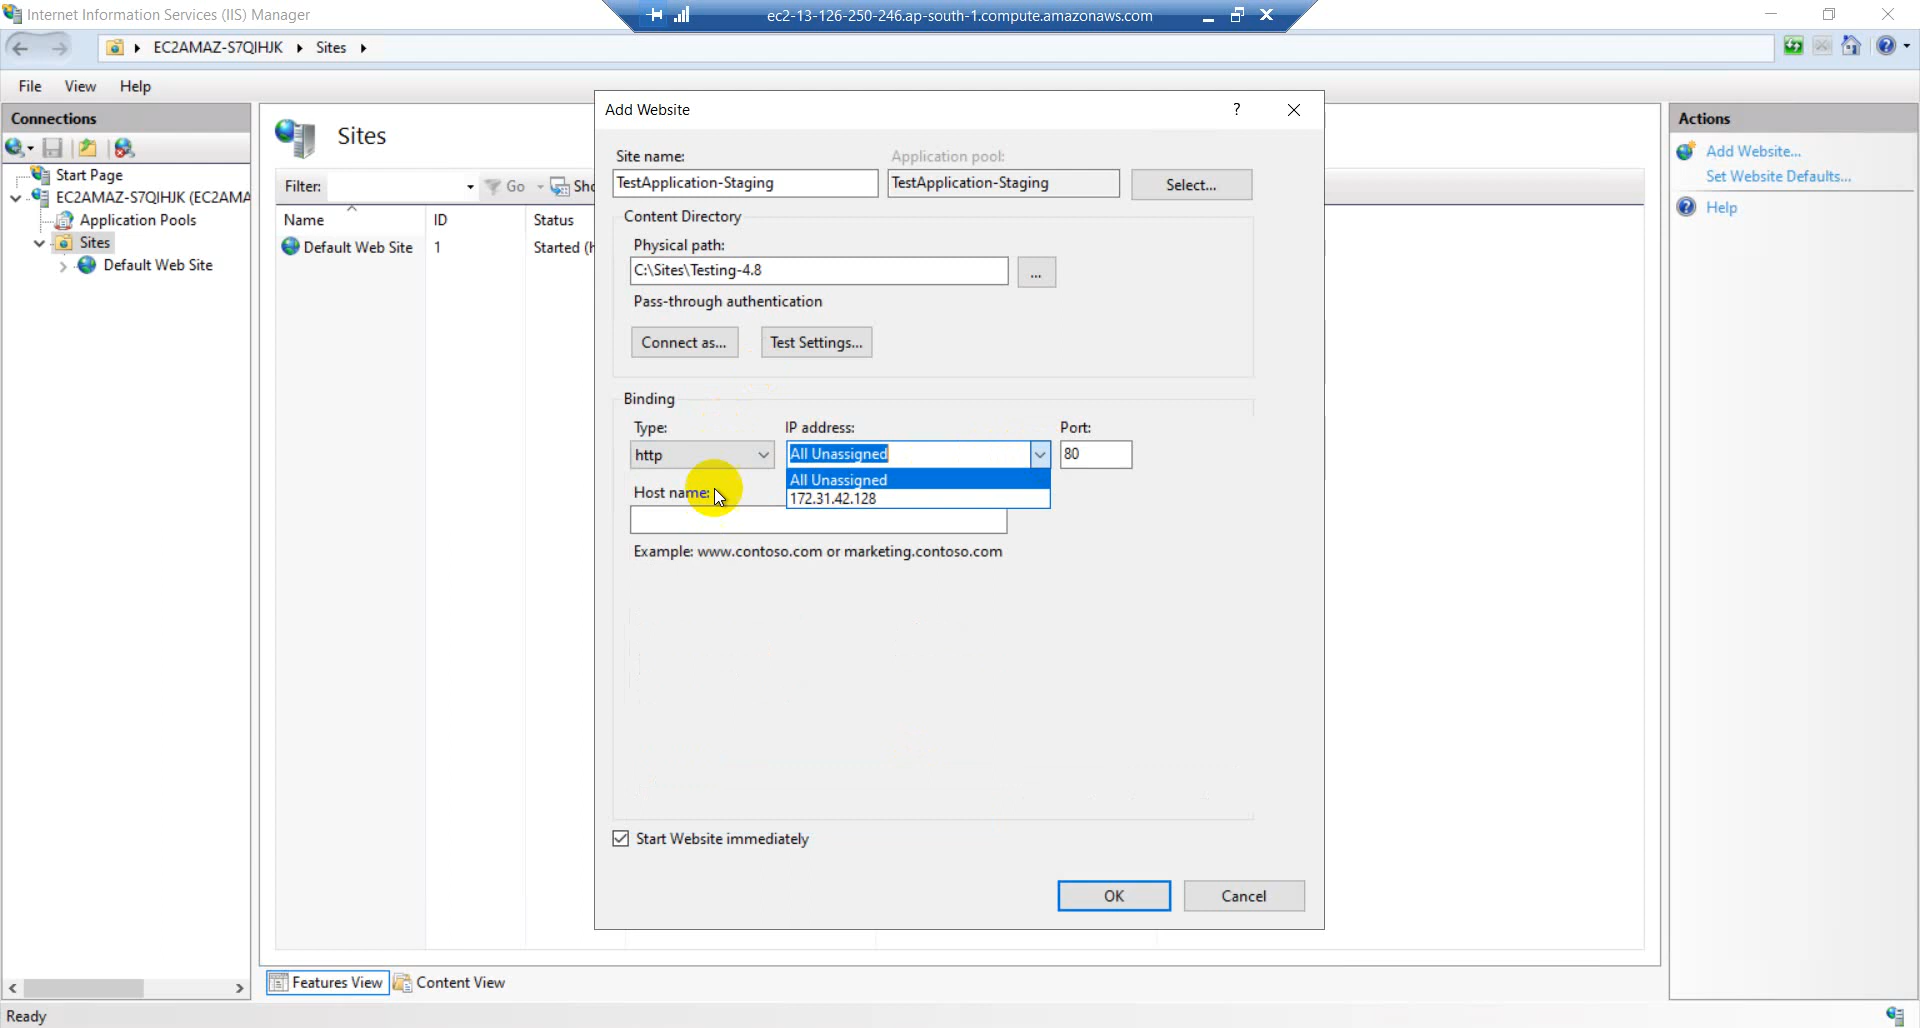 Internet Information Services (IIS) Manager
ec2-13-126-250-246.ap-south-1.compute.amazonaws.com
EC2AMAZ-S7QIHJK
Sites
File View Help
Connections
Start Page
EC2AMAZ-S7QIHJK (EC2AMA
Application Pools
Sites
Default Web Site
Sites
Filter:
Go
Sho
Name
ID
Status
Default Web Site
1
Started (h
Add Website
?
Site name:
Application pool:
TestApplication-Staging
TestApplication-Staging
Select...
Content Directory
Physical path:
C:\Sites\Testing-4.8
...
Pass-through authentication
Connect as...
Test Settings...
Binding
Type:
IP address:
Port:
http
All Unassigned
80
All Unassigned
172.31.42.128
Host name:
Example: www.contoso.com or marketing.contoso.com
Start Website immediately
OK
Cancel
Actions
Add Website...
Set Website Defaults...
Help
Features View
Content View
Ready